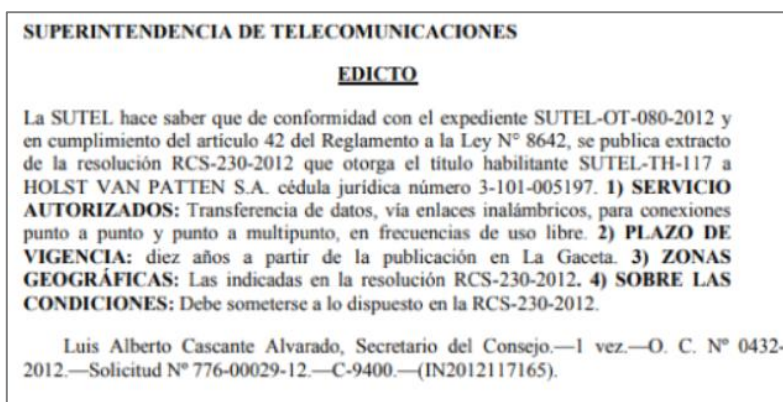 SUPERINTENDENCIA DE TELECOMUNICACIONES
EDICTO
La SUTEL hace saber que de conformidad con el expediente SUTEL-OT-080-2012 y
en cumplimiento del artículo 42 del Reglamento a la Ley N° 8642, se publica extracto
de la resolución RCS-230-2012 que otorga el título habilitante SUTEL-TH-117 a
HOLST VAN PATTEN S.A. cédula jurídica número 3-101-005197. 1) SERVICIO
AUTORIZADOS: Transferencia de datos, vía enlaces inalámbricos, para conexiones
punto a punto y punto a multipunto, en frecuencias de uso libre. 2) PLAZO DE
VIGENCIA: diez años a partir de la publicación en La Gaceta. 3) ZONAS
GEOGRÁFICAS: Las indicadas en la resolución RCS-230-2012. 4) SOBRE LAS
CONDICIONES: Debe someterse a lo dispuesto en la RCS-230-2012.
Luis Alberto Cascante Alvarado, Secretario del Consejo.—1 vez.—O. C. Nº 0432-
2012.—Solicitud Nº 776-00029-12.—C-9400.—(IN2012117165).